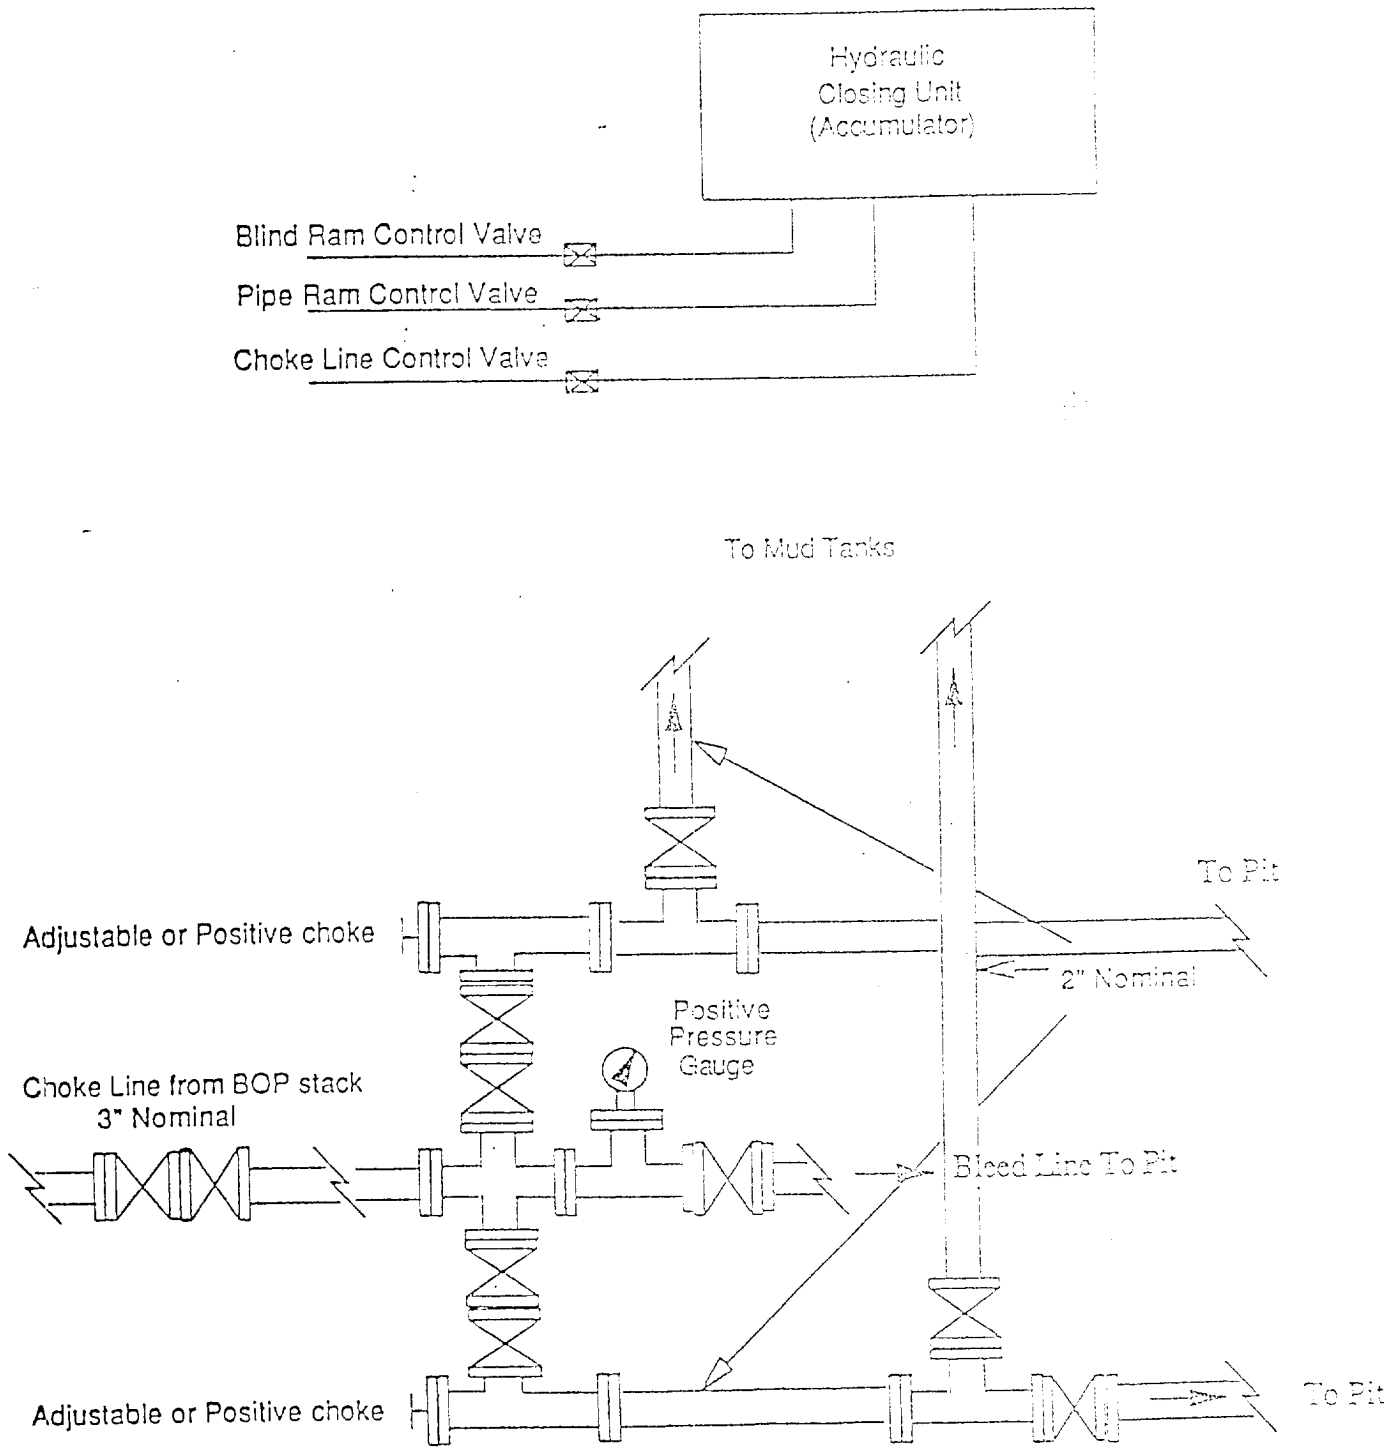 Hydraulic
Closing Unit
(Accumulator)
Blind Ram Control Valve
Pipe Ram Control Valve
Choke Line Control Valve
To Mud Tanks
To Pit
Adjustable or Positive choke
2" Nominal
Positive
Pressure
Gauge
Choke Line from BOP stack
3" Nominal
Bleed Line To Pit
Adjustable or Positive choke
To Pit